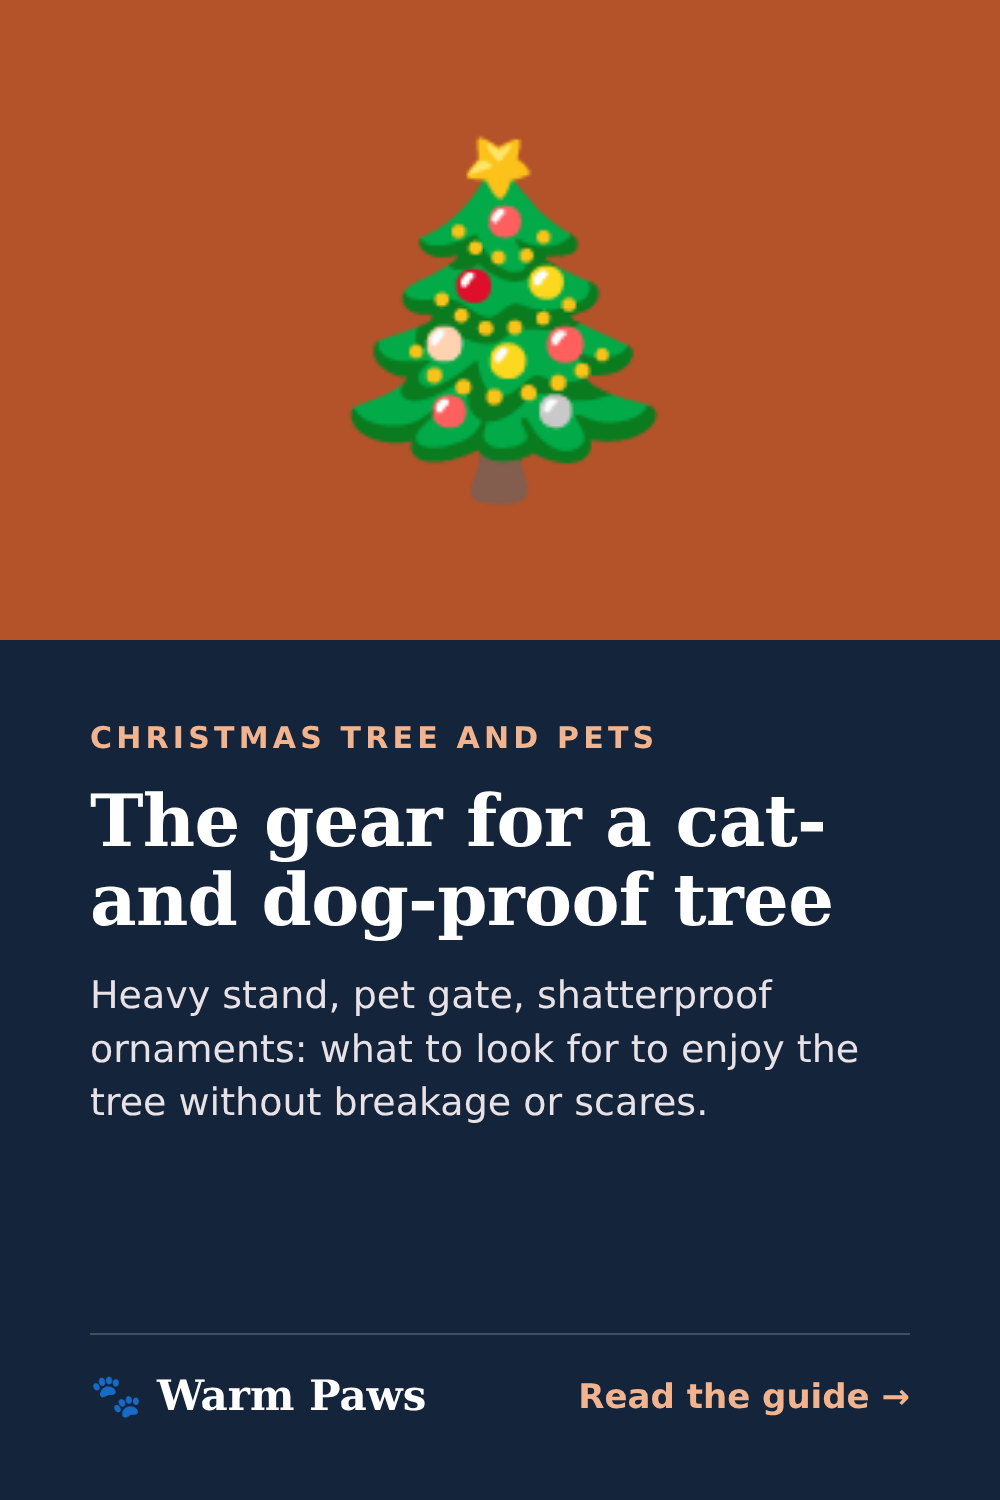 CHRISTMAS TREE AND PETS
The gear for a cat-
and dog-proof tree
Heavy stand, pet gate, shatterproof
ornaments: what to look for to enjoy the
tree without breakage or scares.
Warm Paws
Read the guide →